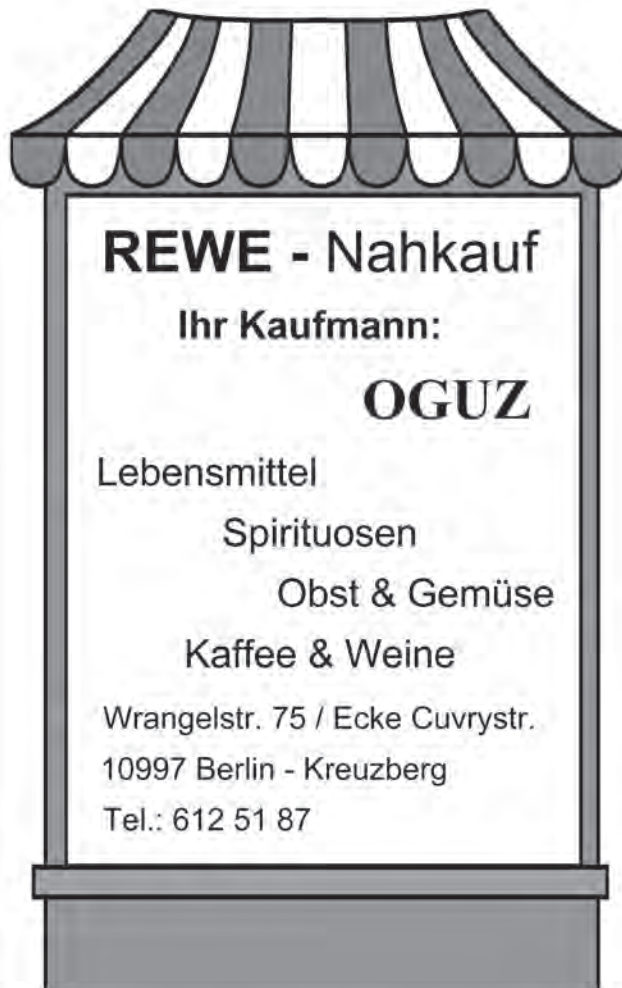 REWE - Nahkauf
Ihr Kaufmann:
OGUZ
Lebensmittel
Spirituosen
Obst & Gemüse
Kaffee & Weine
Wrangelstr. 75 / Ecke Cuvrystr.
10997 Berlin - Kreuzberg
Tel.: 612 51 87